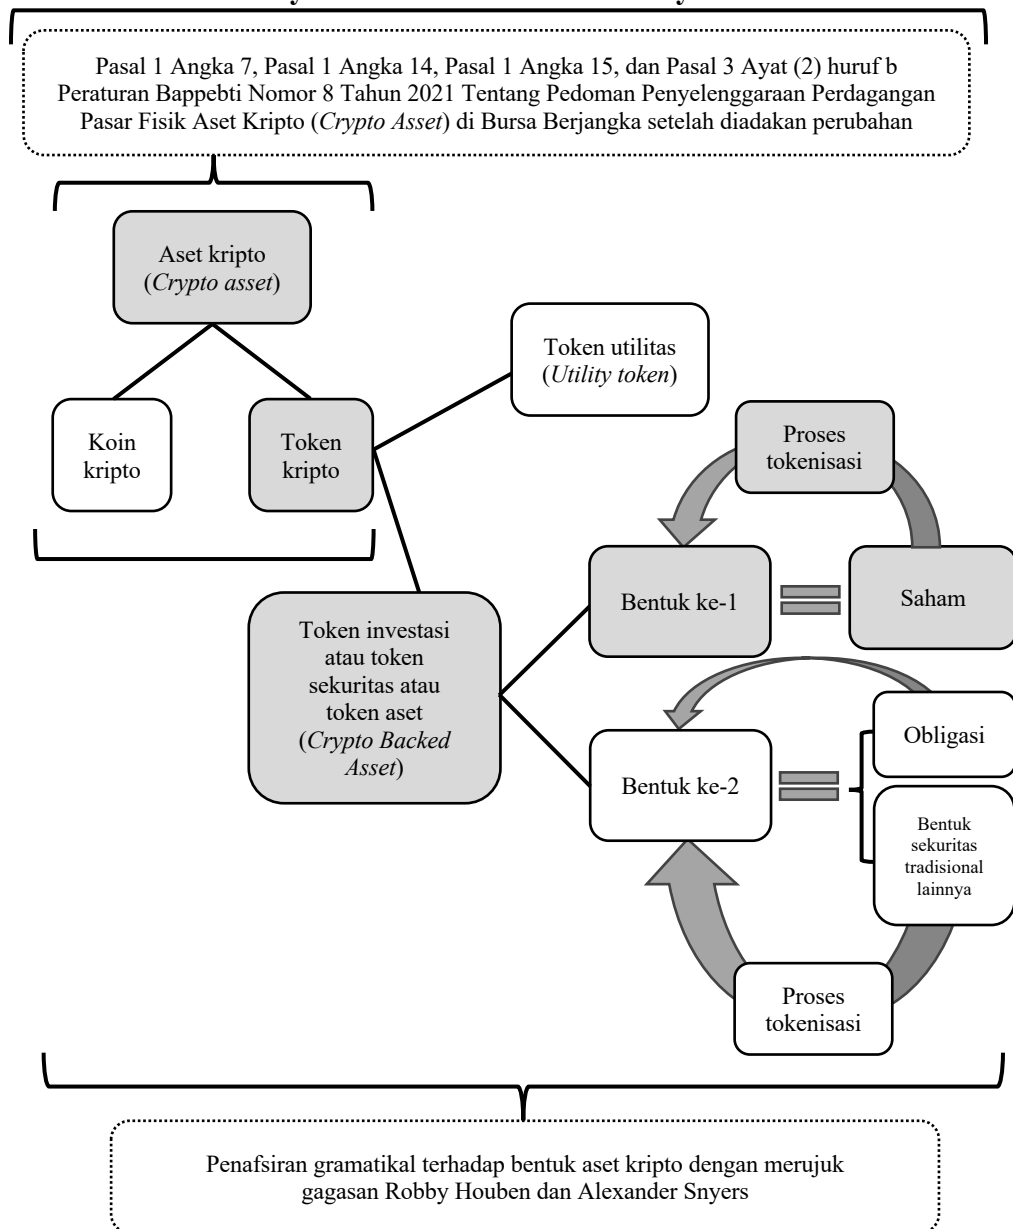 Pasal 1 Angka 7, Pasal 1 Angka 14, Pasal 1 Angka 15, dan Pasal 3 Ayat (2) huruf b
Peraturan Bappebti Nomor 8 Tahun 2021 Tentang Pedoman Penyelenggaraan Perdagangan
Pasar Fisik Aset Kripto (Crypto Asset) di Bursa Berjangka setelah diadakan perubahan
Aset kripto
(Crypto asset)
Token utilitas
(Utility token)
Koin
kripto
Token
kripto
Proses
tokenisasi
Bentuk ke-1
Saham
Token investasi
atau token
sekuritas atau
token aset
(Crypto Backed
Asset)
Obligasi
Bentuk ke-2
Bentuk
sekuritas
tradisional
lainnya
Proses
tokenisasi
Penafsiran gramatikal terhadap bentuk aset kripto dengan merujuk
gagasan Robby Houben dan Alexander Snyers